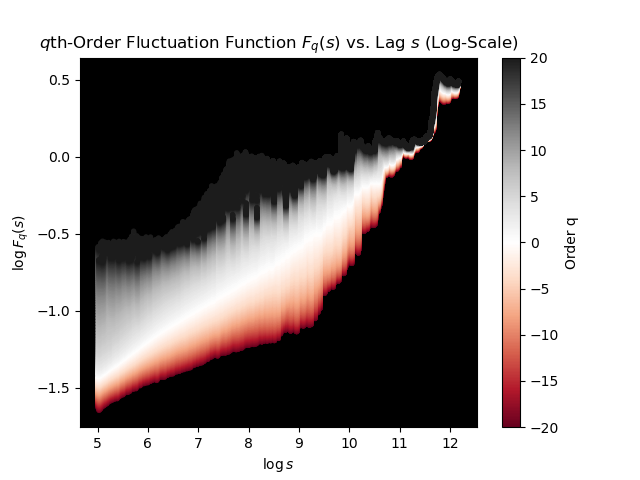 qth-Order Fluctuation Function F_q(s) vs. Lag s (Log-Scale)
0.5
0.0
−0.5
−1.0
−1.5
log F_q(s)
5 6 7 8 9 10 11 12
log s
20
15
10
5
0
−5
−10
−15
−20
Order q